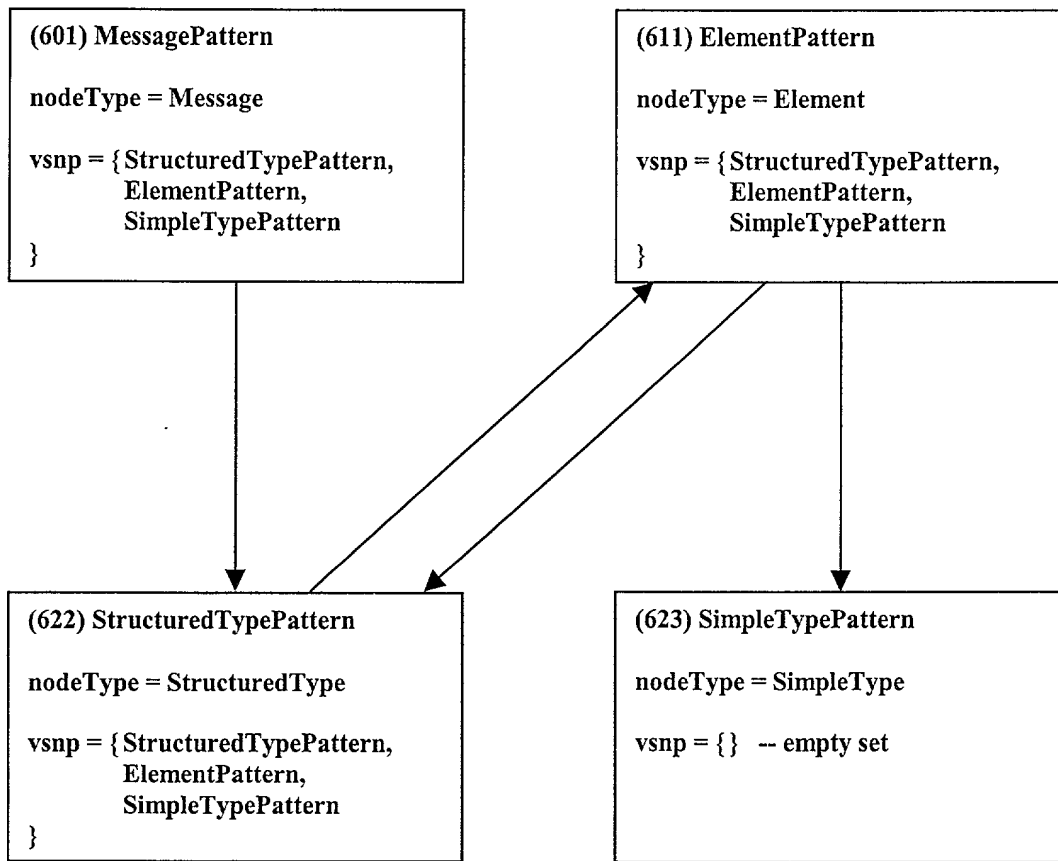 (601) MessagePattern
nodeType = Message
vsnp = {StructuredTypePattern,
ElementPattern,
SimpleTypePattern
}
(611) ElementPattern
nodeType = Element
vsnp = {StructuredTypePattern,
ElementPattern,
SimpleTypePattern
}
(622) StructuredTypePattern
nodeType = StructuredType
vsnp = {StructuredTypePattern,
ElementPattern,
SimpleTypePattern
}
(623) SimpleTypePattern
nodeType = SimpleType
vsnp = {} -- empty set